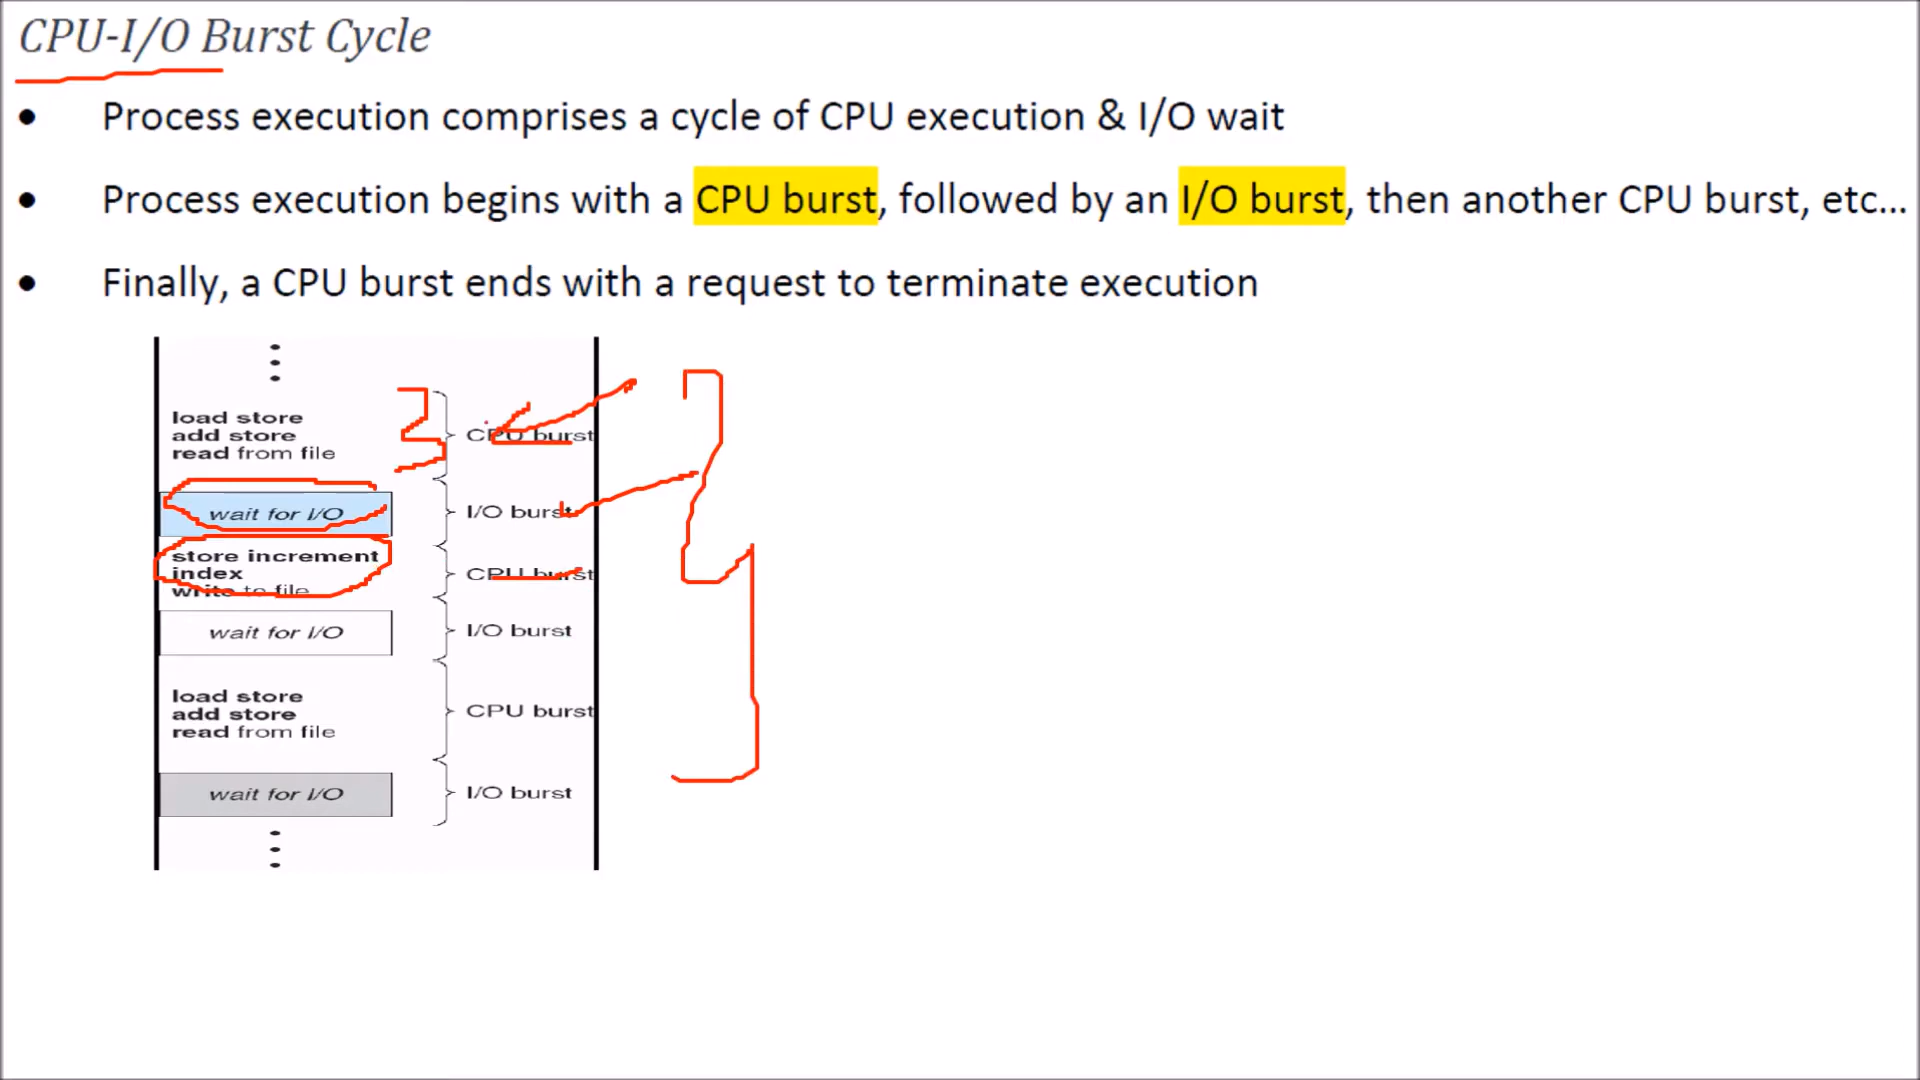 CPU-I/O Burst Cycle
• Process execution comprises a cycle of CPU execution & I/O wait
• Process execution begins with a CPU burst, followed by an I/O burst, then another CPU burst, etc...
• Finally, a CPU burst ends with a request to terminate execution
load store
add store
read from file
CPU burst
wait for I/O
I/O burst
store increment
index
write to file
CPU burst
wait for I/O
I/O burst
load store
add store
read from file
CPU burst
wait for I/O
I/O burst